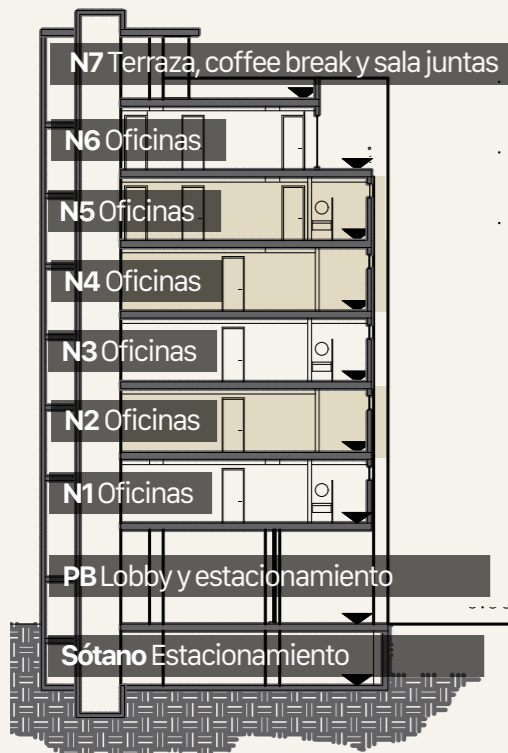 N7 Terraza, coffee break y sala juntas
N6 Oficinas
N5 Oficinas
N4 Oficinas
N3 Oficinas
N2 Oficinas
N1 Oficinas
PB Lobby y estacionamiento
Sótano Estacionamiento